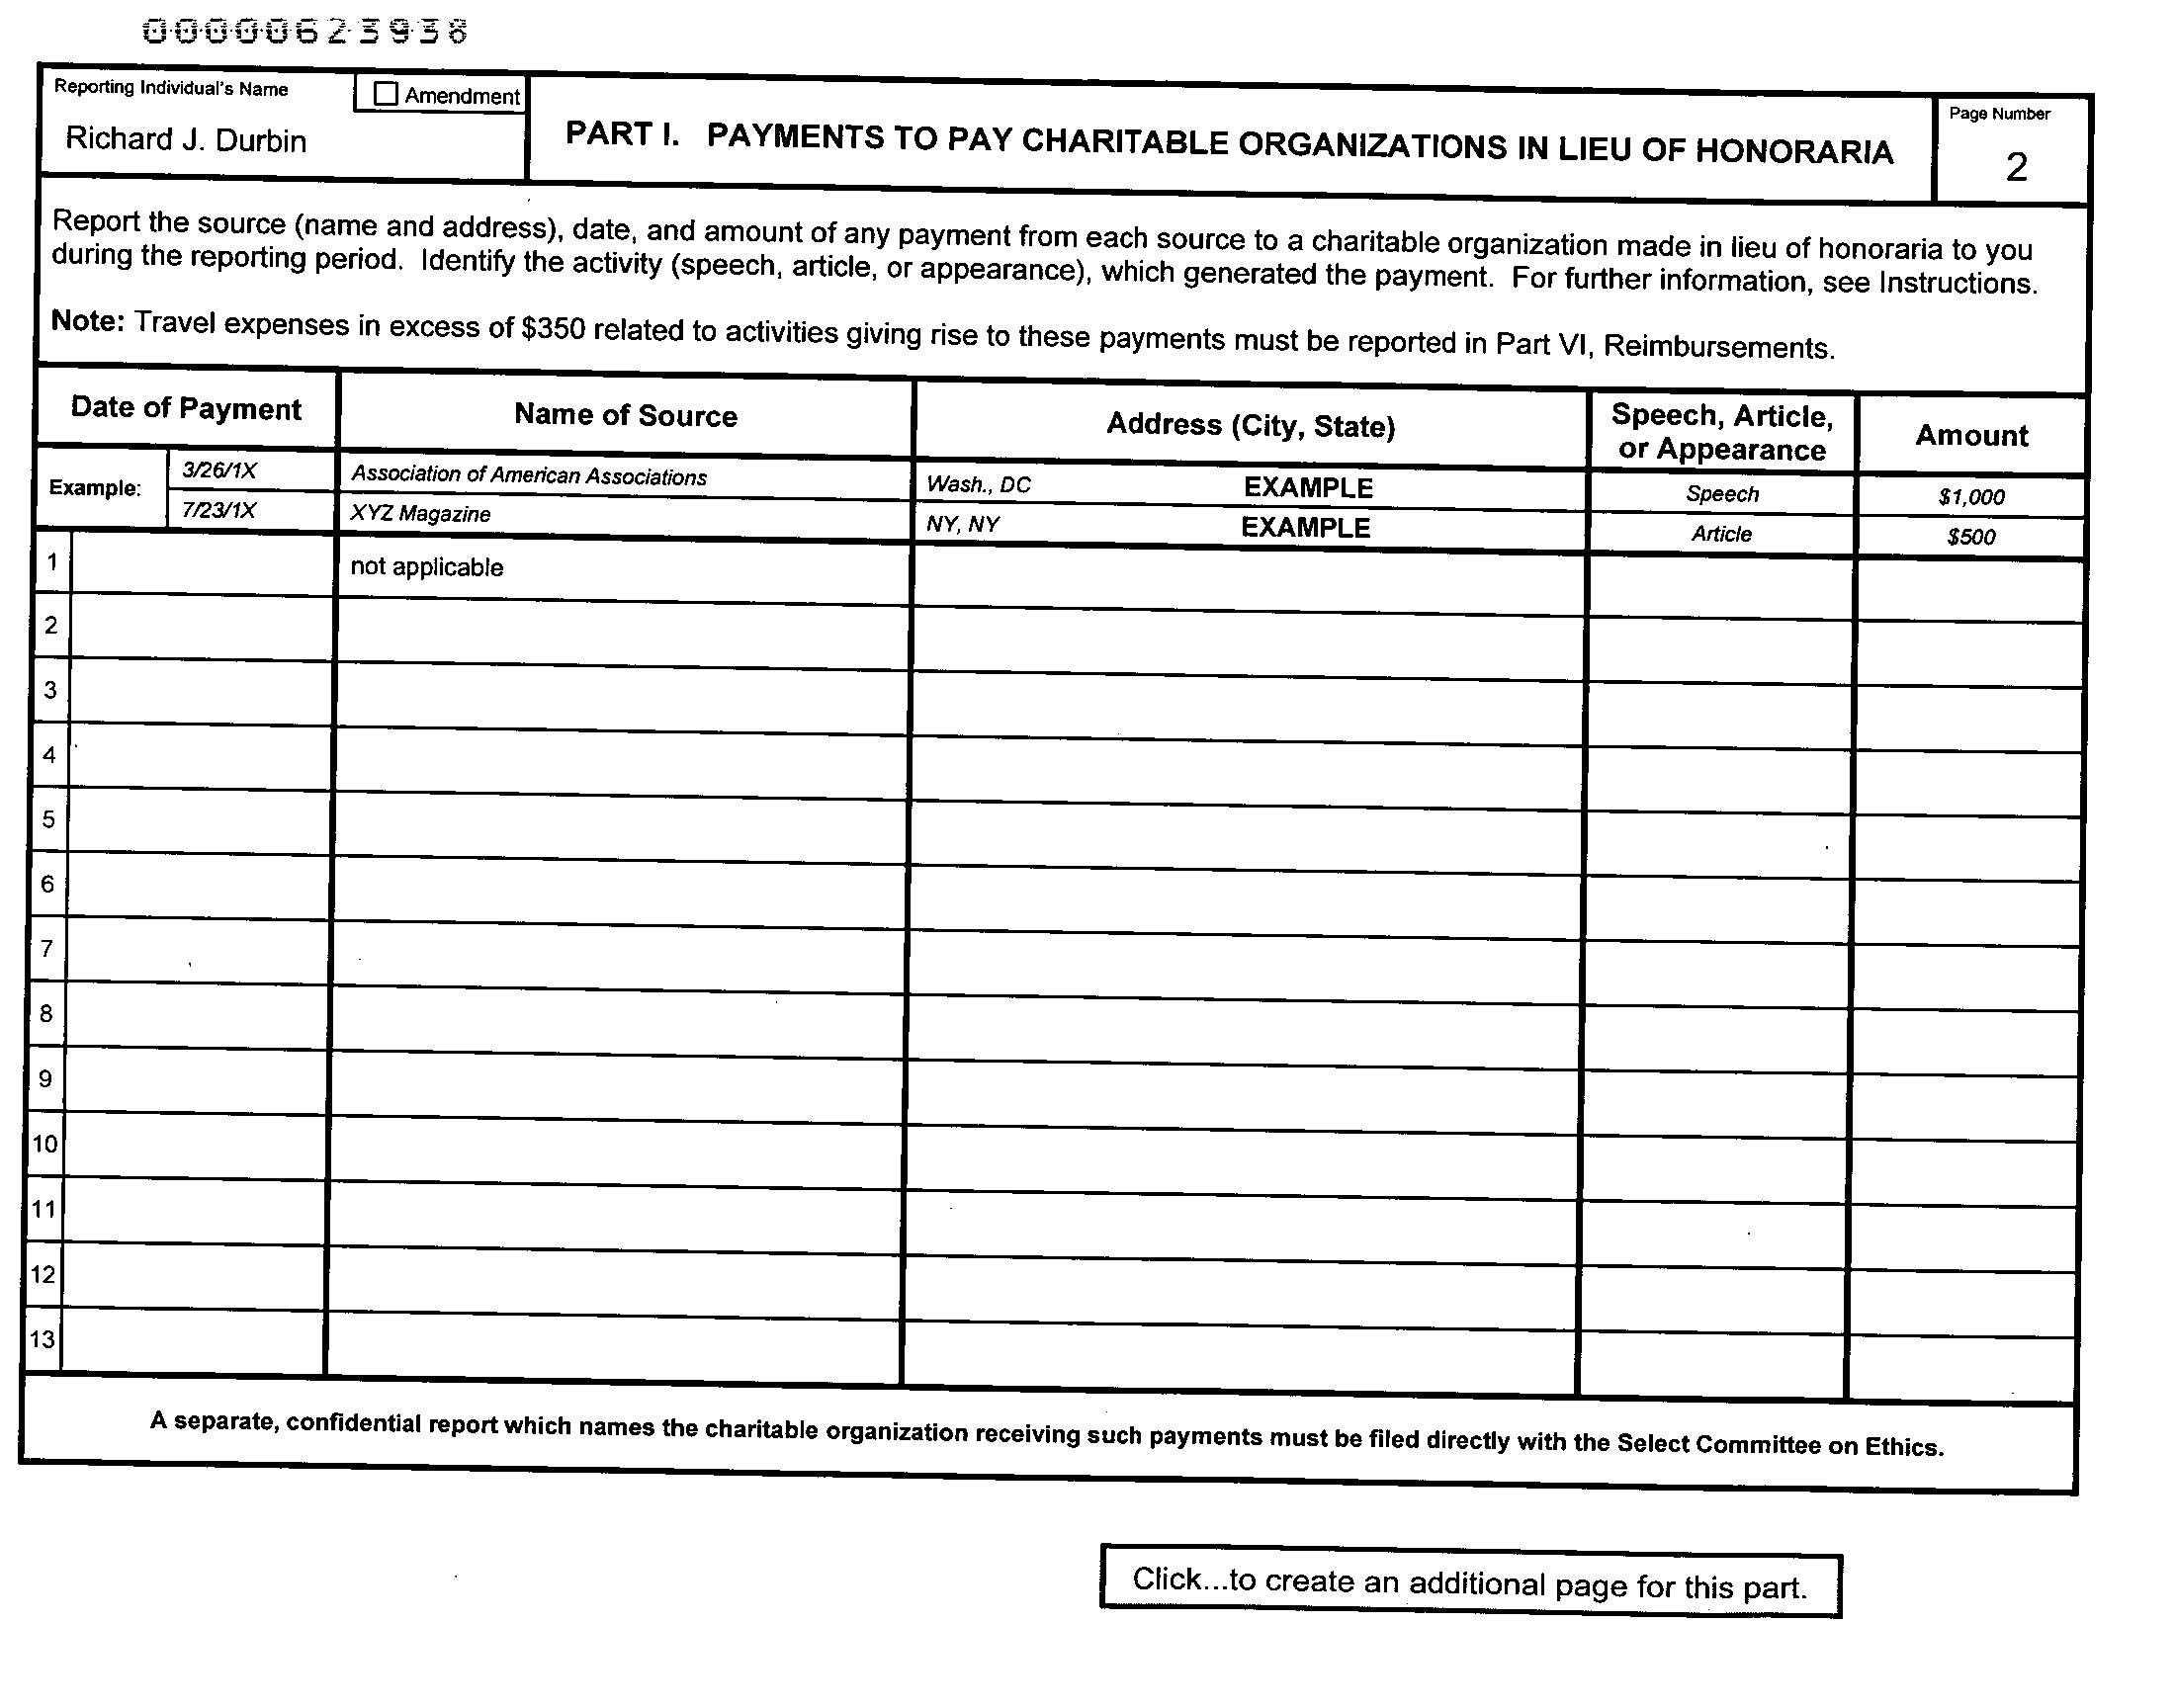 00000623938
Reporting Individual's Name
Amendment
Richard J. Durbin
PART I. PAYMENTS TO PAY CHARITABLE ORGANIZATIONS IN LIEU OF HONORARIA
Page Number
2
Report the source (name and address), date, and amount of any payment from each source to a charitable organization made in lieu of honoraria to you
during the reporting period. Identify the activity (speech, article, or appearance), which generated the payment. For further information, see Instructions.
Note: Travel expenses in excess of $350 related to activities giving rise to these payments must be reported in Part VI, Reimbursements.
Date of Payment
Name of Source
Address (City, State)
Speech, Article,
or Appearance
Amount
Example:
3/26/1X Association of American Associations Wash., DC EXAMPLE Speech $1,000
7/23/1X XYZ Magazine NY, NY EXAMPLE Article $500
1 not applicable
2
3
4
5
6
7
8
9
10
11
12
13
A separate, confidential report which names the charitable organization receiving such payments must be filed directly with the Select Committee on Ethics.
Click...to create an additional page for this part.